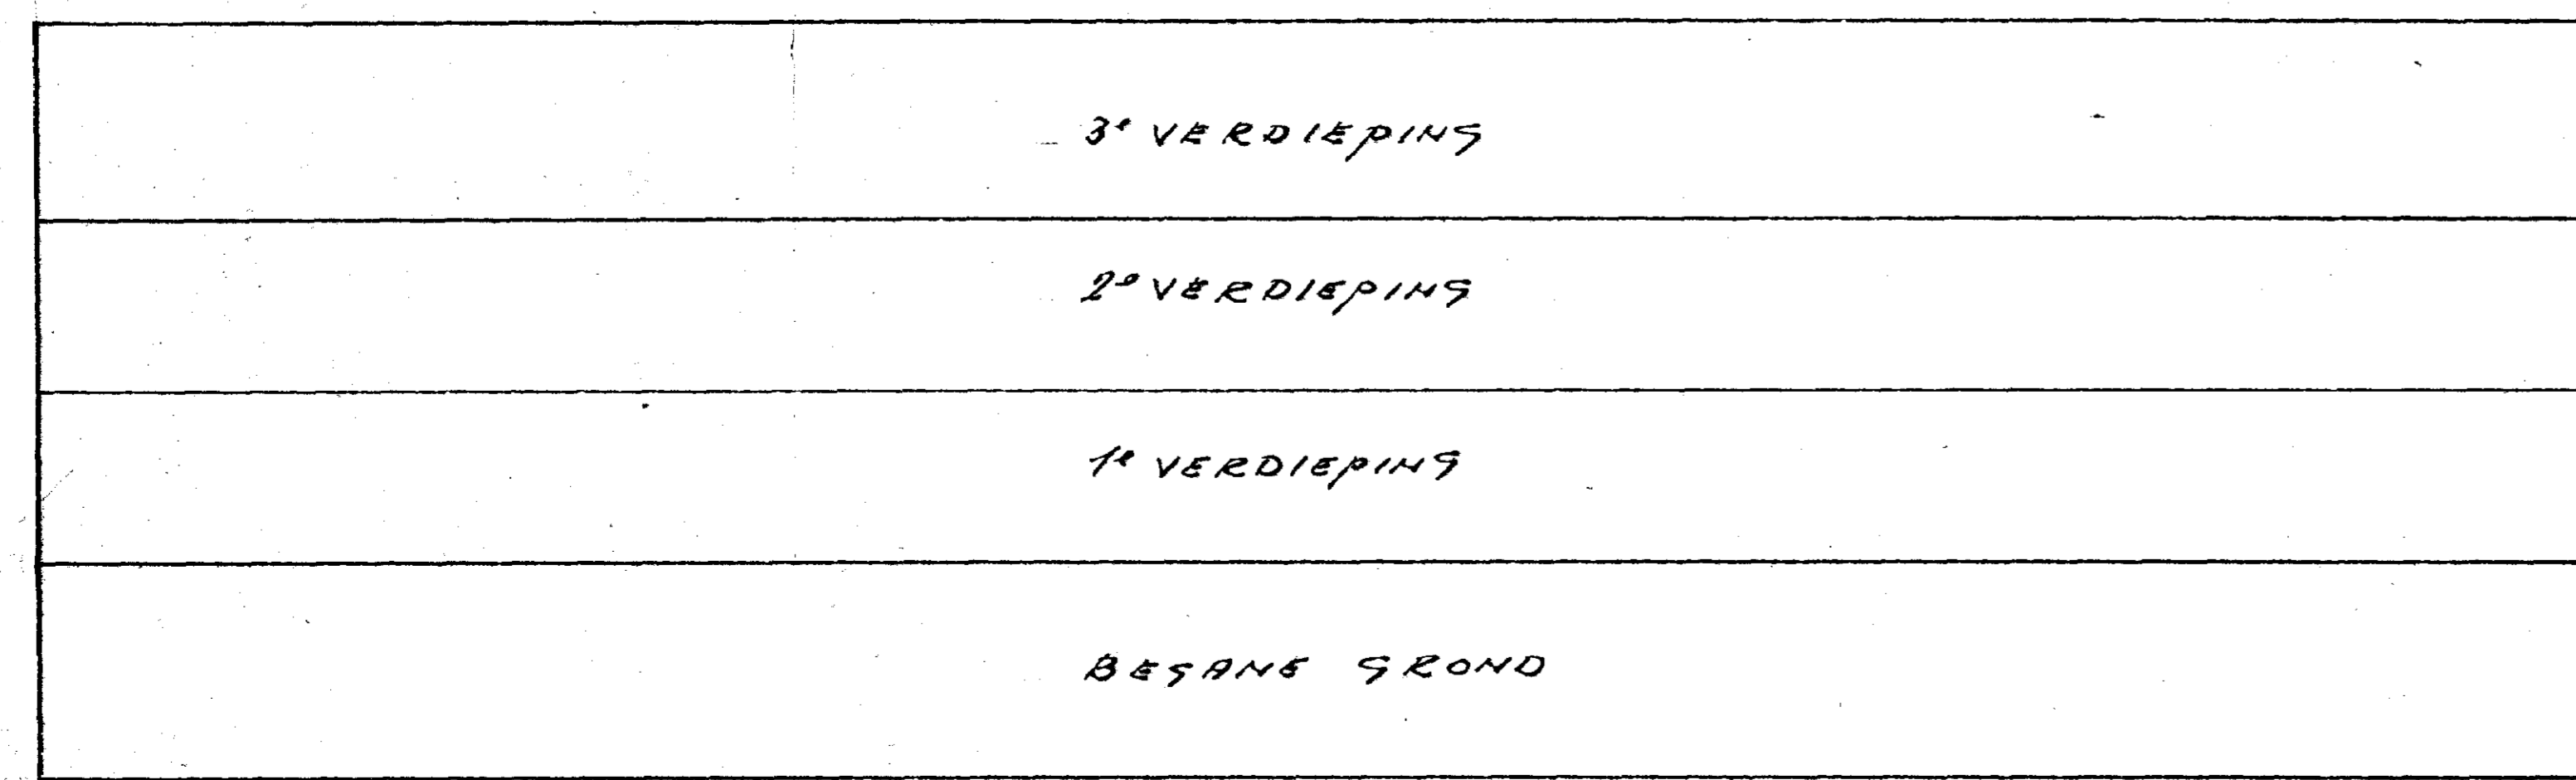 3e VERDIEPING
2e VERDIEPING
1e VERDIEPING
BEGANE GROND